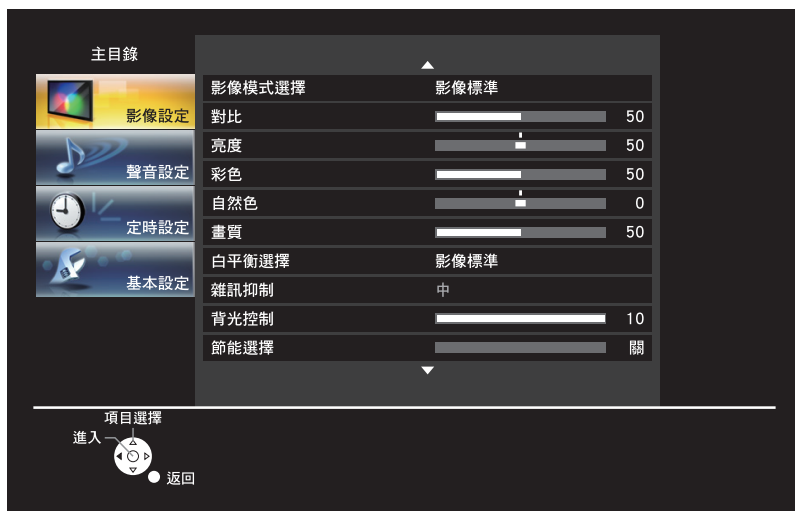 主目錄
影像設定
聲音設定
定時設定
基本設定
影像模式選擇 影像標準
對比 50
亮度 50
彩色 50
自然色 0
畫質 50
白平衡選擇 影像標準
雜訊抑制 中
背光控制 10
節能選擇 關
項目選擇
進入
返回